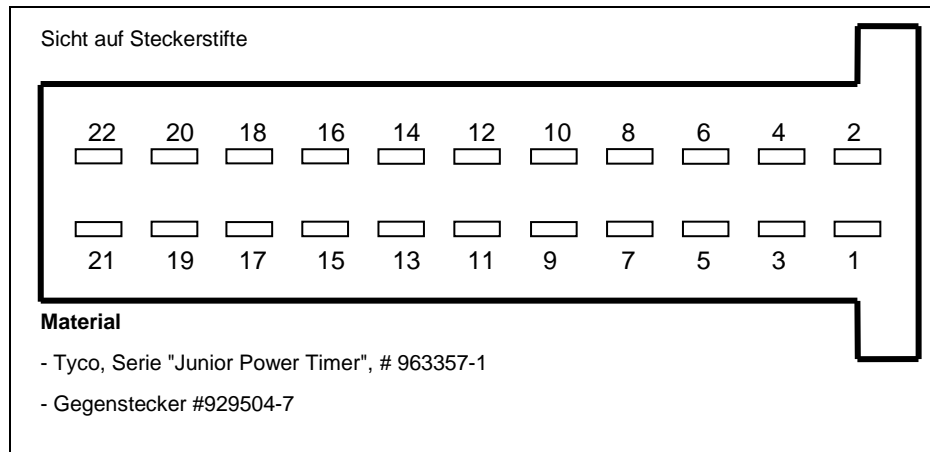 Sicht auf Steckerstifte
22 20 18 16 14 12 10 8 6 4 2
21 19 17 15 13 11 9 7 5 3 1
Material
- Tyco, Serie "Junior Power Timer", # 963357-1
- Gegenstecker #929504-7